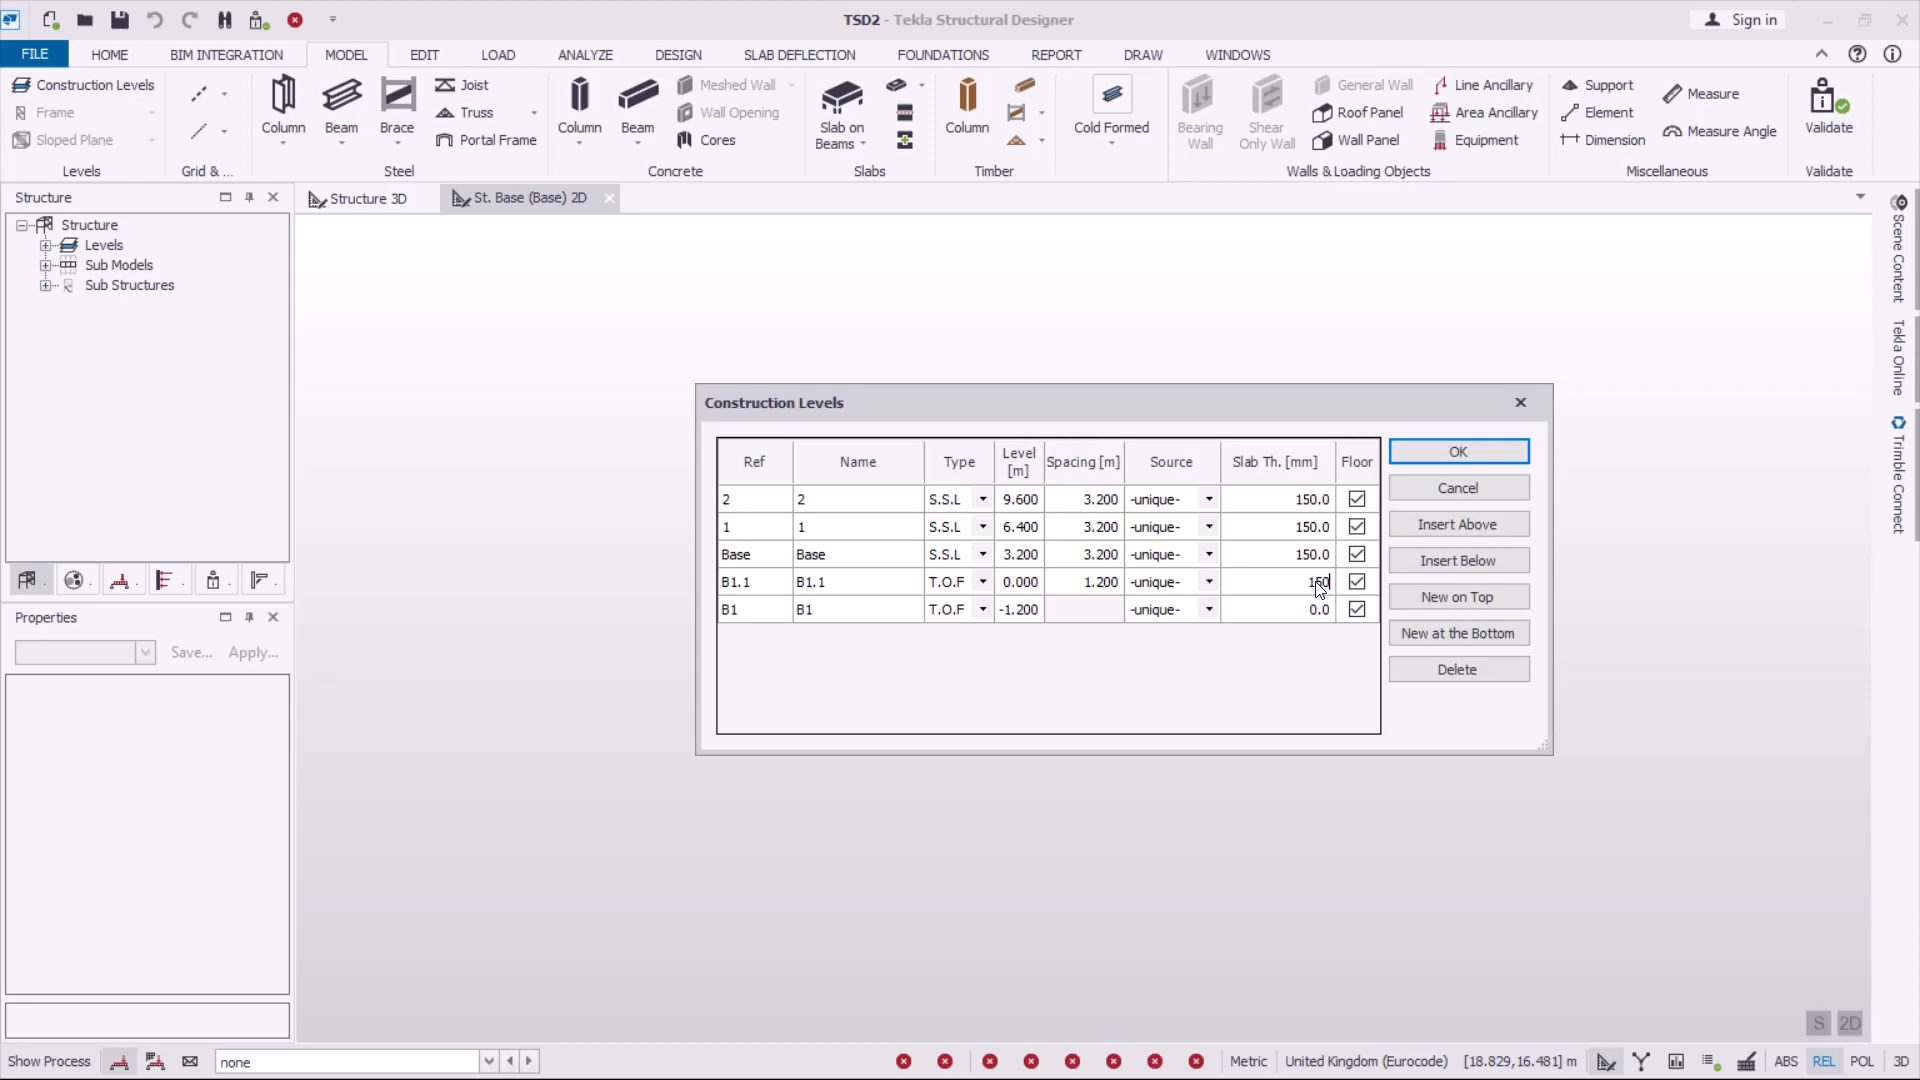 TSD2 - Tekla Structural Designer
Sign in
FILE HOME BIM INTEGRATION MODEL EDIT LOAD ANALYZE DESIGN SLAB DEFLECTION FOUNDATIONS REPORT DRAW WINDOWS
Construction Levels
Frame
Sloped Plane
Levels
Grid & ...
Column
Beam
Brace
Joist
Truss
Portal Frame
Steel
Column
Beam
Meshed Wall
Wall Opening
Cores
Concrete
Slab on
Beams
Slabs
Column
Timber
Cold Formed
Bearing
Wall
Shear
Only Wall
General Wall
Roof Panel
Wall Panel
Line Ancillary
Area Ancillary
Equipment
Walls & Loading Objects
Support
Element
Dimension
Measure
Measure Angle
Miscellaneous
Validate
Validate
Structure
Structure 3D
St. Base (Base) 2D
Structure
Levels
Sub Models
Sub Structures
Properties
Save... Apply...
Construction Levels
Ref Name Type Level [m] Spacing [m] Source Slab Th. [mm] Floor
2 2 S.S.L 9.600 3.200 -unique- 150.0
1 1 S.S.L 6.400 3.200 -unique- 150.0
Base Base S.S.L 3.200 3.200 -unique- 150.0
B1.1 B1.1 T.O.F 0.000 1.200 -unique- 150
B1 B1 T.O.F -1.200 -unique- 0.0
OK
Cancel
Insert Above
Insert Below
New on Top
New at the Bottom
Delete
Scene Content
Tekla Online
Trimble Connect
S 2D
Show Process
none
Metric United Kingdom (Eurocode) [18.829,16.481] m
ABS REL POL 3D